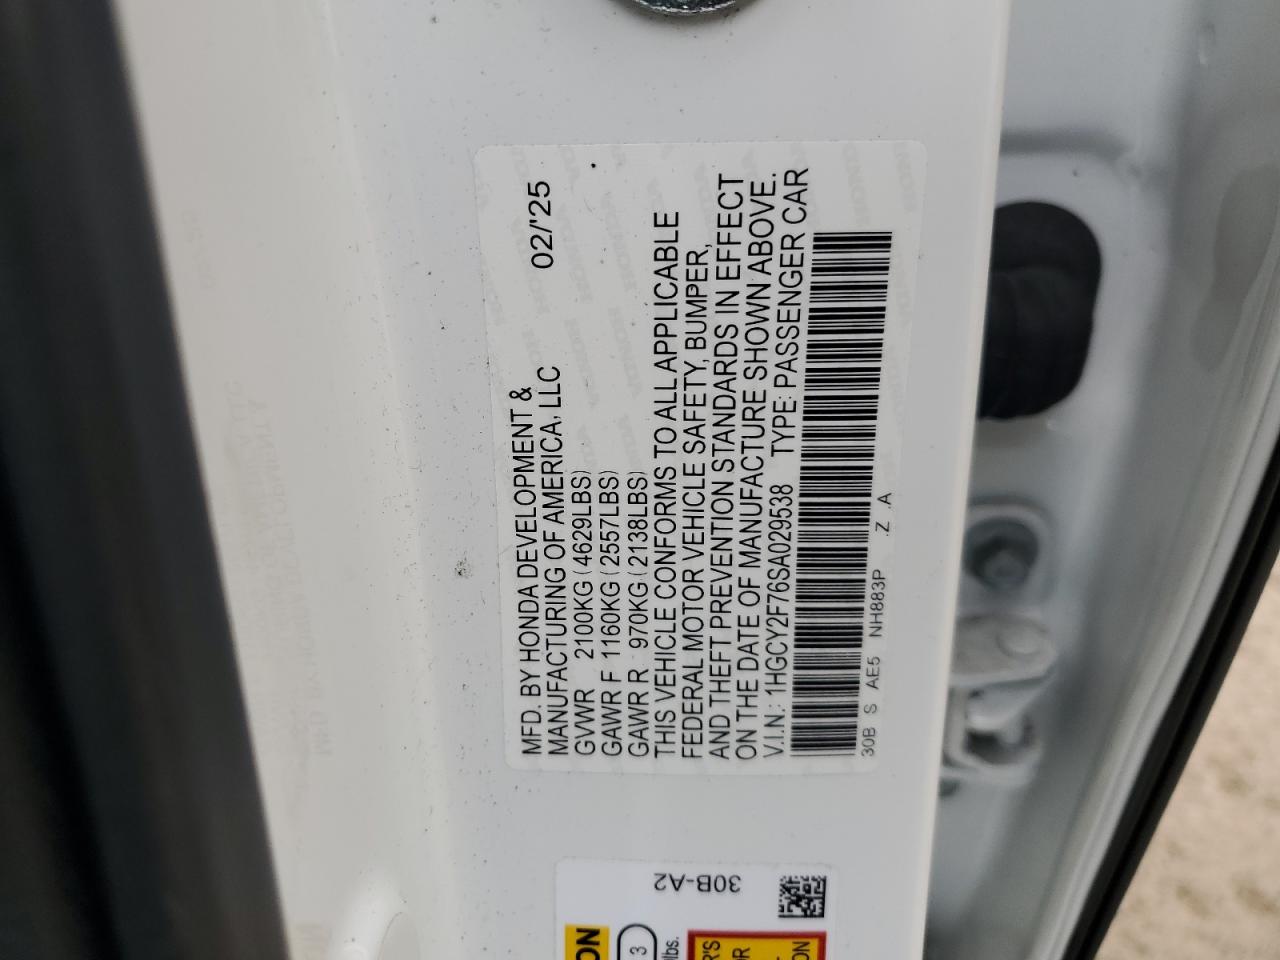 02/'25
MFD. BY HONDA DEVELOPMENT &
MANUFACTURING OF AMERICA, LLC
GVWR 2100KG (4629LBS)
GAWR F 1160KG (2557LBS)
GAWR R 970KG (2138LBS)
THIS VEHICLE CONFORMS TO ALL APPLICABLE
FEDERAL MOTOR VEHICLE SAFETY, BUMPER,
AND THEFT PREVENTION STANDARDS IN EFFECT
ON THE DATE OF MANUFACTURE SHOWN ABOVE.
V.I.N.: 1HGCY2F76SA029538 TYPE: PASSENGER CAR
30B S AE5 NH883P .Z .A
30B-A2
3
lbs.